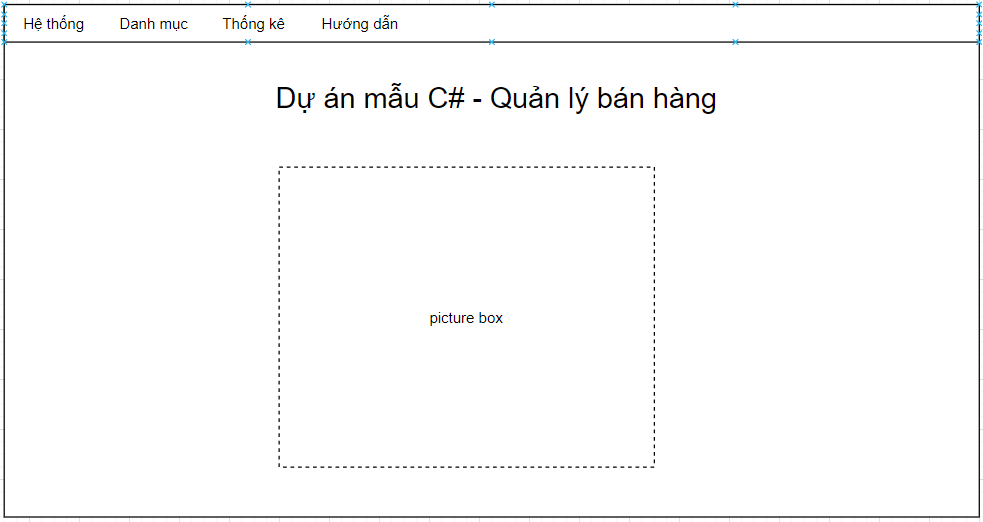 Hệ thống Danh mục Thống kê Hướng dẫn
Dự án mẫu C# - Quản lý bán hàng
picture box